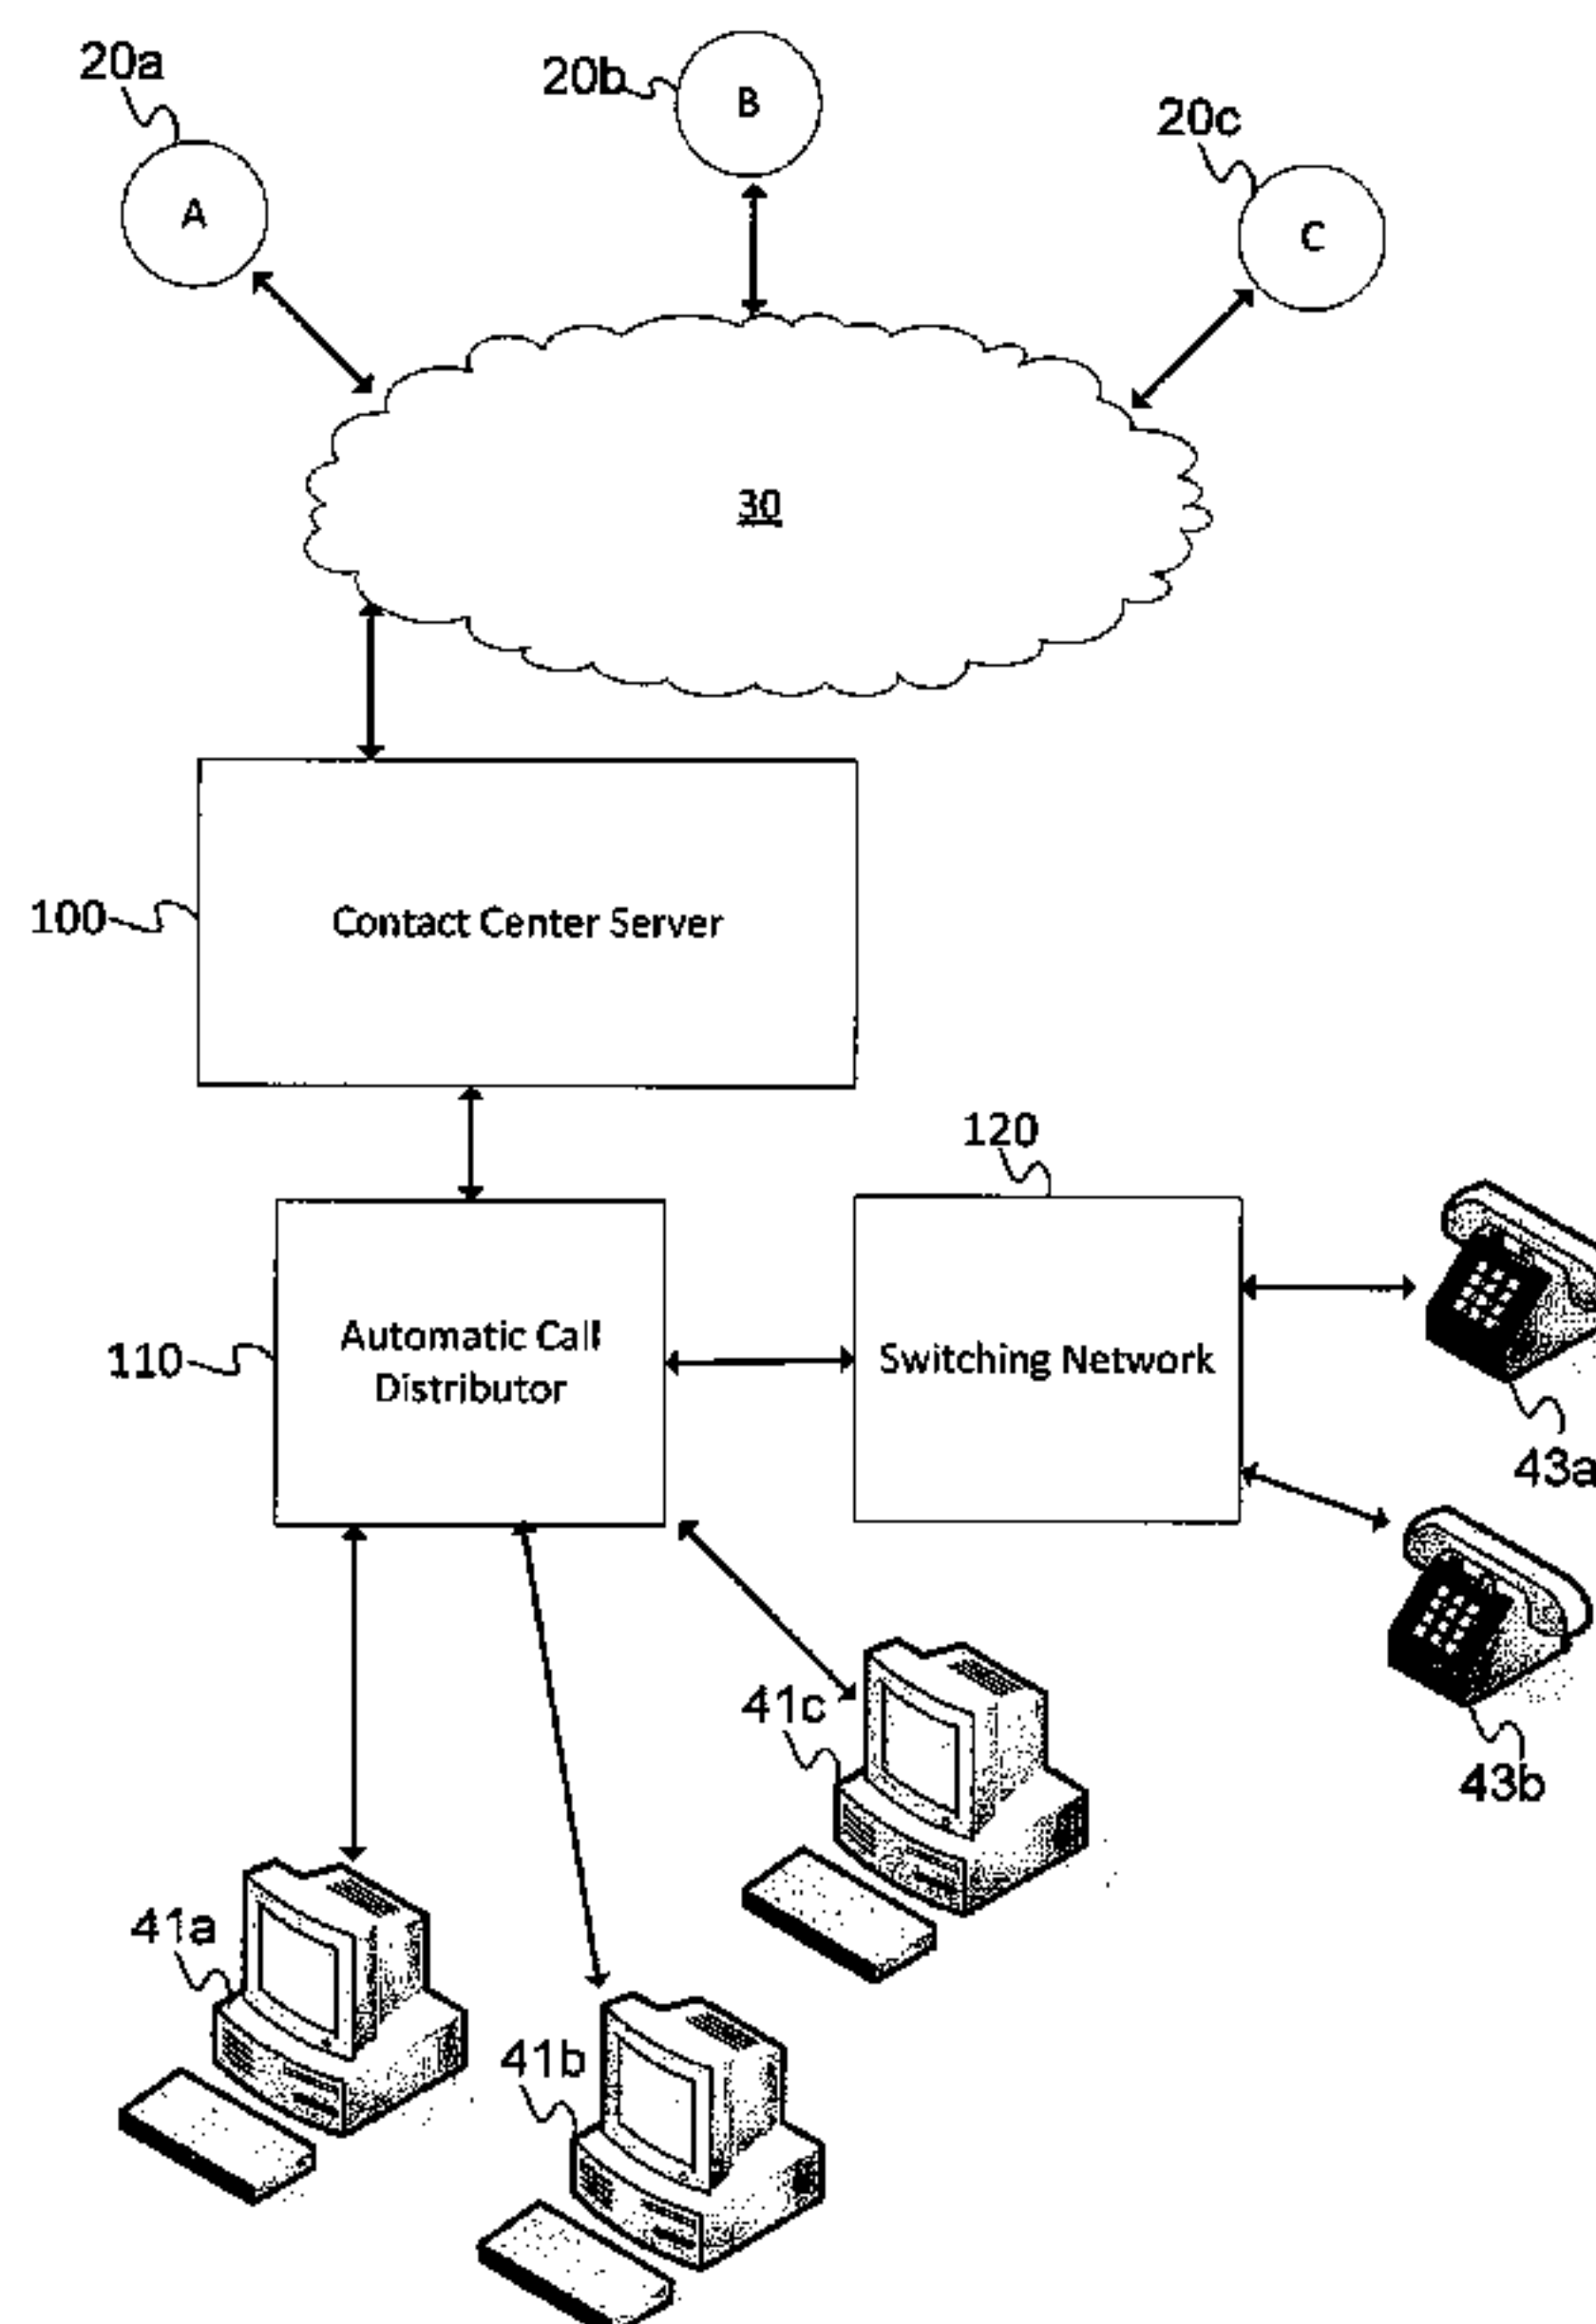 20a
20b
B
20c
A
C
30
100
Contact Center Server
120
110
Automatic Call
Distributor
Switching Network
43a
41c
43b
41a
41b